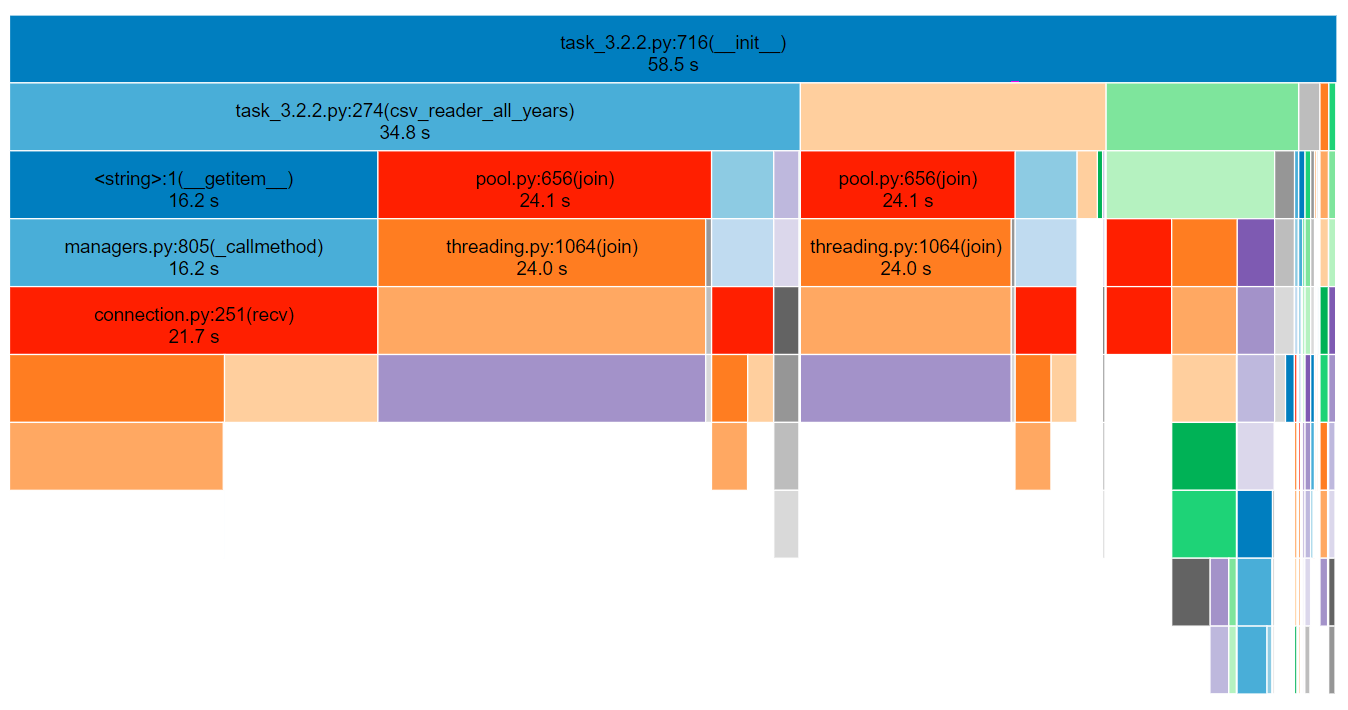 task_3.2.2.py:716(__init__)
58.5 s
task_3.2.2.py:274(csv_reader_all_years)
34.8 s
<string>:1(__getitem__)
16.2 s
pool.py:656(join)
24.1 s
pool.py:656(join)
24.1 s
managers.py:805(_callmethod)
16.2 s
threading.py:1064(join)
24.0 s
threading.py:1064(join)
24.0 s
connection.py:251(recv)
21.7 s